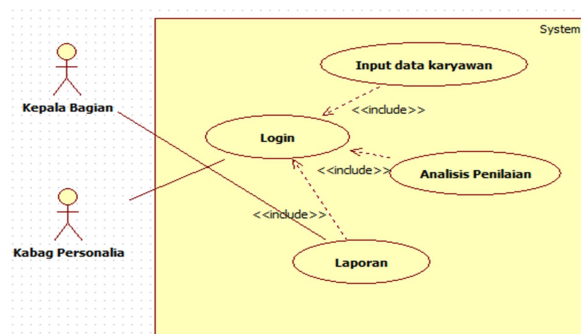 System
Input data karyawan
Kepala Bagian
<<include>>
Login
<<include>>
Analisis Penilaian
<<include>>
Kabag Personalia
Laporan